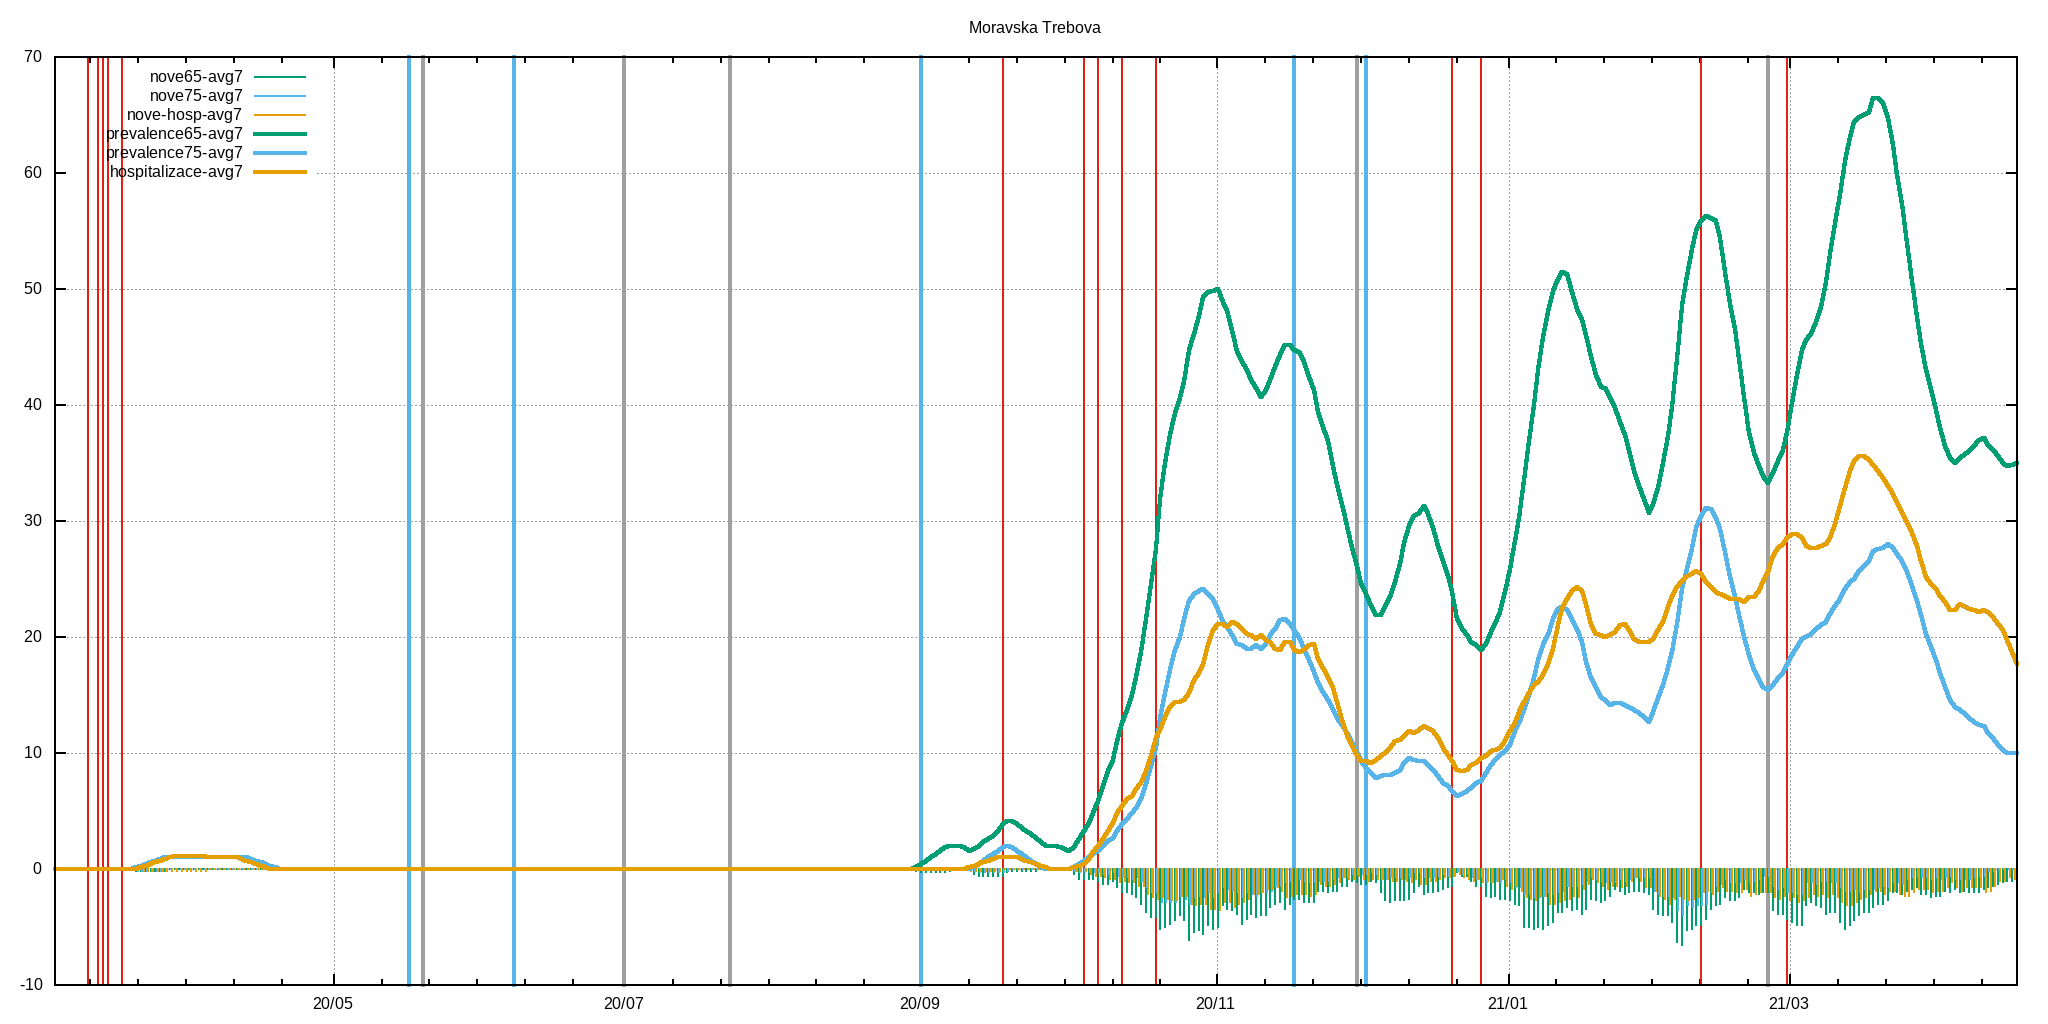 Moravska Trebova
70
60
50
40
30
20
10
0
-10
nove65-avg7
nove75-avg7
nove-hosp-avg7
prevalence65-avg7
prevalence75-avg7
hospitalizace-avg7
20/05 20/07 20/09 20/11 21/01 21/03